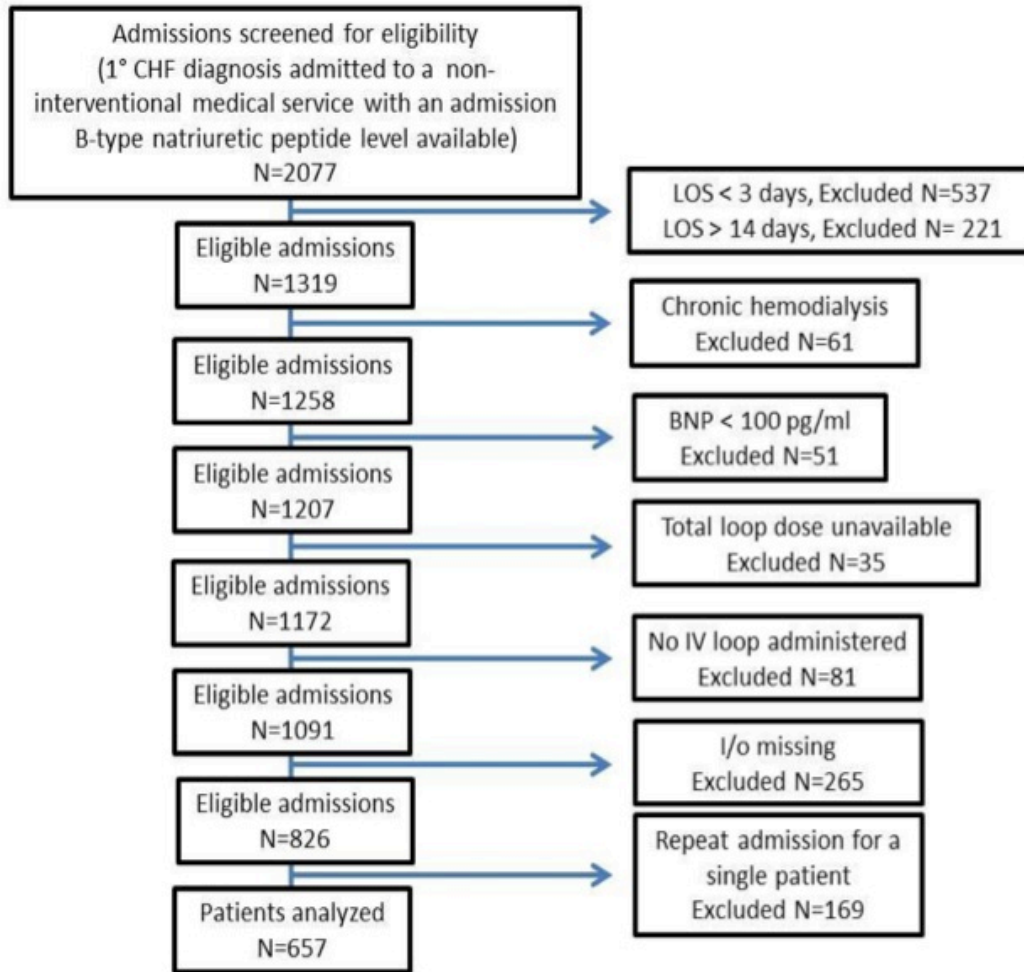 Admissions screened for eligibility
(1° CHF diagnosis admitted to a non-
interventional medical service with an admission
B-type natriuretic peptide level available)
N=2077
LOS < 3 days, Excluded N=537
LOS > 14 days, Excluded N= 221
Eligible admissions
N=1319
Chronic hemodialysis
Excluded N=61
Eligible admissions
N=1258
BNP < 100 pg/ml
Excluded N=51
Eligible admissions
N=1207
Total loop dose unavailable
Excluded N=35
Eligible admissions
N=1172
No IV loop administered
Excluded N=81
Eligible admissions
N=1091
I/o missing
Excluded N=265
Eligible admissions
N=826
Repeat admission for a
single patient
Excluded N=169
Patients analyzed
N=657